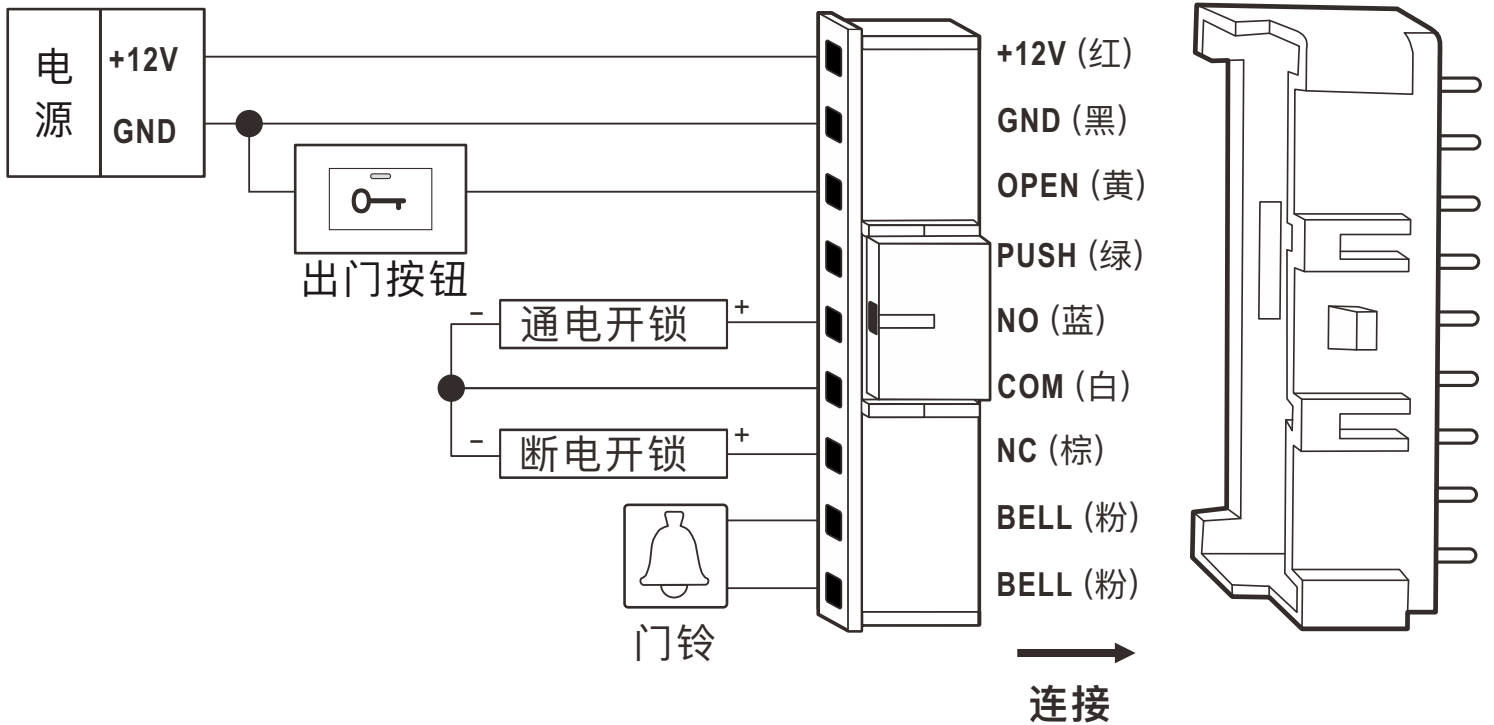 电源
+12V
GND
出门按钮
- 通电开锁 +
- 断电开锁 +
门铃
+12V (红)
GND (黑)
OPEN (黄)
PUSH (绿)
NO (蓝)
COM (白)
NC (棕)
BELL (粉)
BELL (粉)
连接